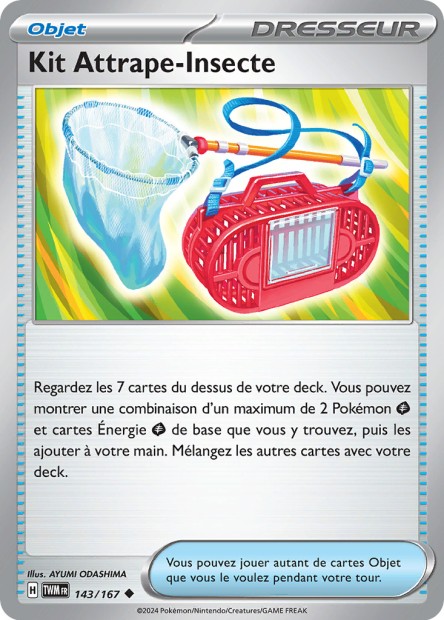 Objet
DRESSEUR
Kit Attrape-Insecte
Regardez les 7 cartes du dessus de votre deck. Vous pouvez
montrer une combinaison d'un maximum de 2 Pokémon
et cartes Énergie de base que vous y trouvez, puis les
ajouter à votre main. Mélangez les autres cartes avec votre
deck.
Vous pouvez jouer autant de cartes Objet
que vous le voulez pendant votre tour.
Illus. AYUMI ODASHIMA
H TWM FR 143/167
©2024 Pokémon/Nintendo/Creatures/GAME FREAK